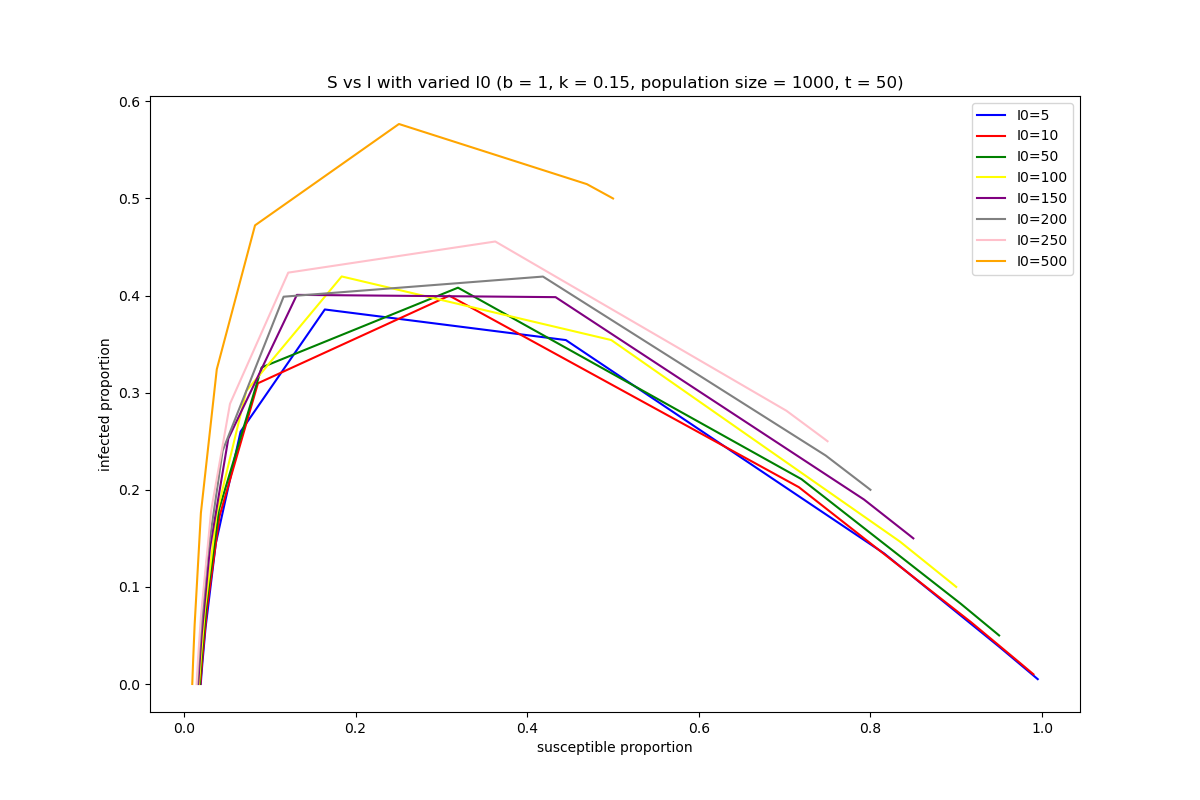 S vs I with varied I0 (b = 1, k = 0.15, population size = 1000, t = 50)
I0=5
I0=10
I0=50
I0=100
I0=150
I0=200
I0=250
I0=500
0.6
0.5
0.4
0.3
0.2
0.1
0.0
infected proportion
0.0 0.2 0.4 0.6 0.8 1.0
susceptible proportion